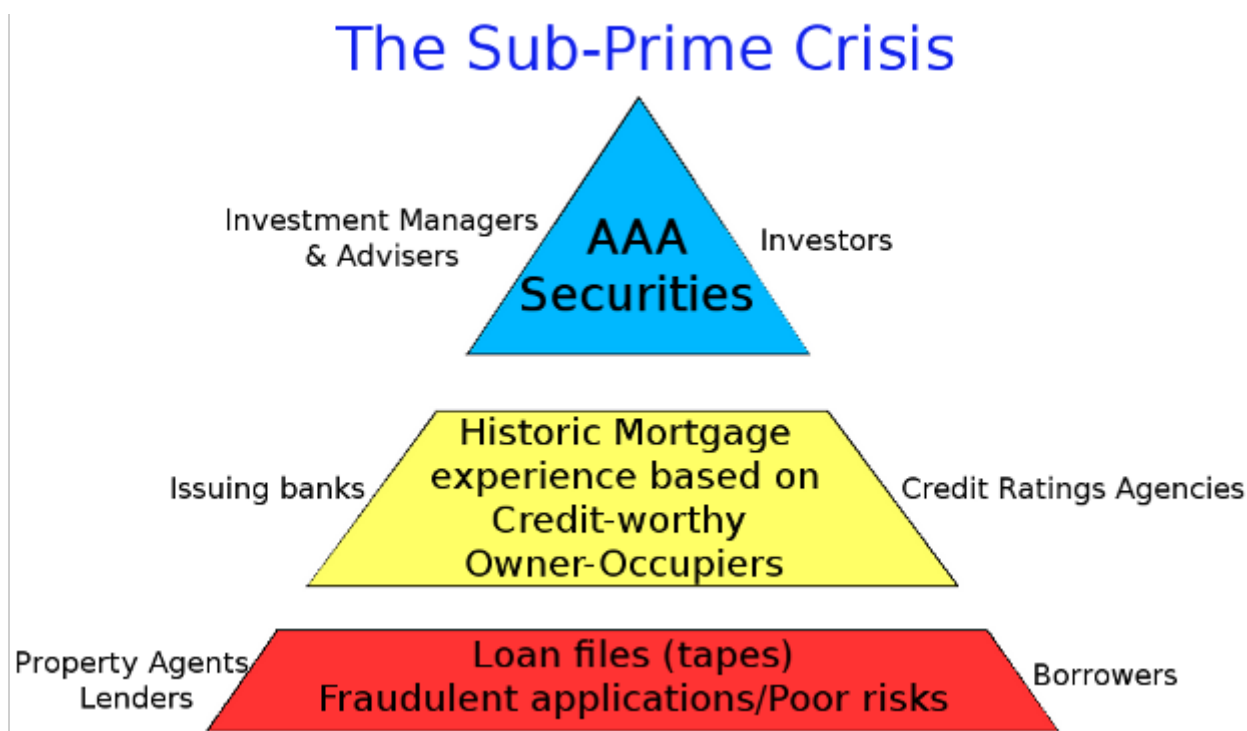 The Sub-Prime Crisis
Investment Managers
& Advisers
AAA
Securities
Investors
Issuing banks
Historic Mortgage
experience based on
Credit-worthy
Owner-Occupiers
Credit Ratings Agencies
Property Agents
Lenders
Loan files (tapes)
Fraudulent applications/Poor risks
Borrowers